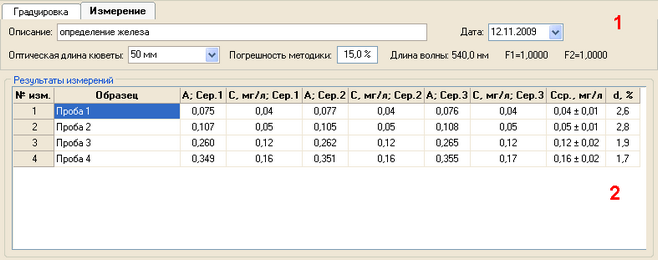 Градуировка Измерение
Описание: определение железа Дата: 12.11.2009 1
Оптическая длина кюветы: 50 мм Погрешность методики: 15,0 % Длина волны: 540,0 нм F1=1,0000 F2=1,0000
Результаты измерений
№ изм. Образец A; Сер.1 C, мг/л; Сер.1 A; Сер.2 C, мг/л; Сер.2 A; Сер.3 C, мг/л; Сер.3 Cср., мг/л d, %
1 Проба 1 0,075 0,04 0,077 0,04 0,076 0,04 0,04 ± 0,01 2,6
2 Проба 2 0,107 0,05 0,105 0,05 0,108 0,05 0,05 ± 0,01 2,8
3 Проба 3 0,260 0,12 0,262 0,12 0,265 0,12 0,12 ± 0,02 1,9
4 Проба 4 0,349 0,16 0,351 0,16 0,355 0,17 0,16 ± 0,02 1,7
2